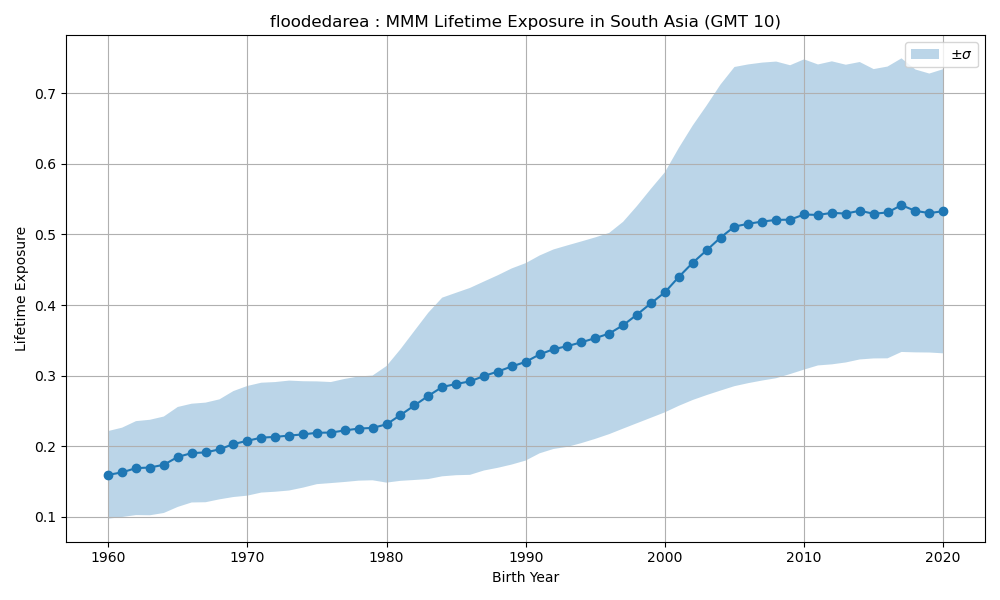 floodedarea : MMM Lifetime Exposure in South Asia (GMT 10)
±σ
Lifetime Exposure
0.7
0.6
0.5
0.4
0.3
0.2
0.1
1960 1970 1980 1990 2000 2010 2020
Birth Year